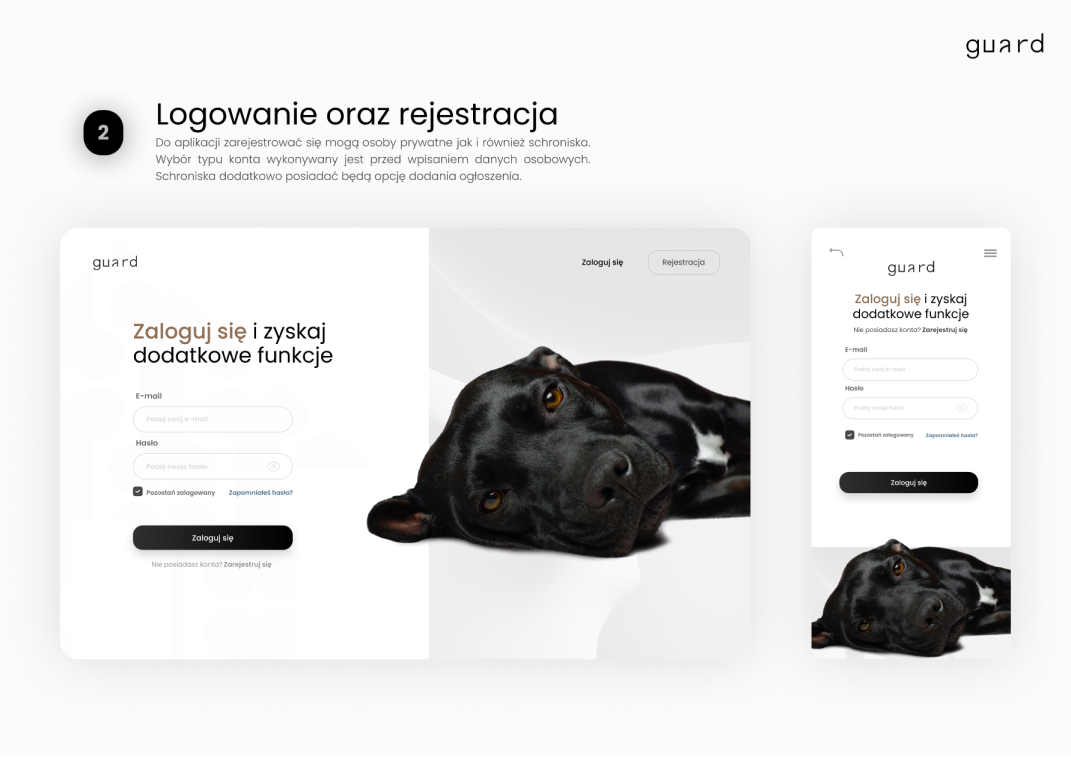 guard
2
Logowanie oraz rejestracja
Do aplikacji zarejestrować się mogą osoby prywatne jak i również schroniska.
Wybór typu konta wykonywany jest przed wpisaniem danych osobowych.
Schroniska dodatkowo posiadać będą opcję dodania ogłoszenia.
guard
Zaloguj się
Rejestracja
Zaloguj się i zyskaj
dodatkowe funkcje
E-mail
Podaj swój e-mail
Hasło
Podaj swoje hasło
Pozostań zalogowany
Zapomniałeś hasła?
Zaloguj się
Nie posiadasz konta? Zarejestruj się
guard
Zaloguj się i zyskaj
dodatkowe funkcje
Nie posiadasz konta? Zarejestruj się
E-mail
Podaj swój e-mail
Hasło
Podaj swoje hasło
Pozostań zalogowany
Zapomniałeś hasła?
Zaloguj się